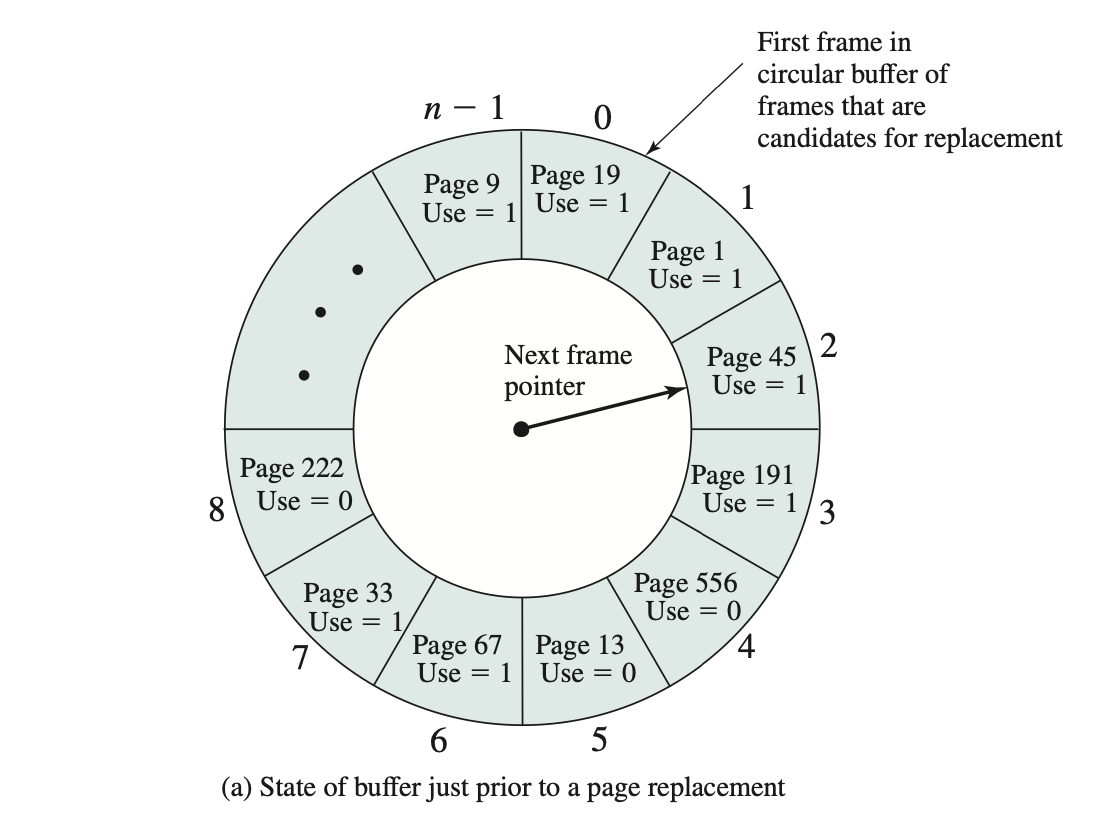 First frame in
circular buffer of
frames that are
candidates for replacement
n − 1
0
Page 9
Use = 1
Page 19
Use = 1
1
Page 1
Use = 1
2
Page 45
Use = 1
Next frame
pointer
Page 191
Use = 1
3
Page 556
Use = 0
4
Page 13
Use = 0
5
Page 67
Use = 1
6
Page 33
Use = 1
7
Page 222
Use = 0
8
(a) State of buffer just prior to a page replacement